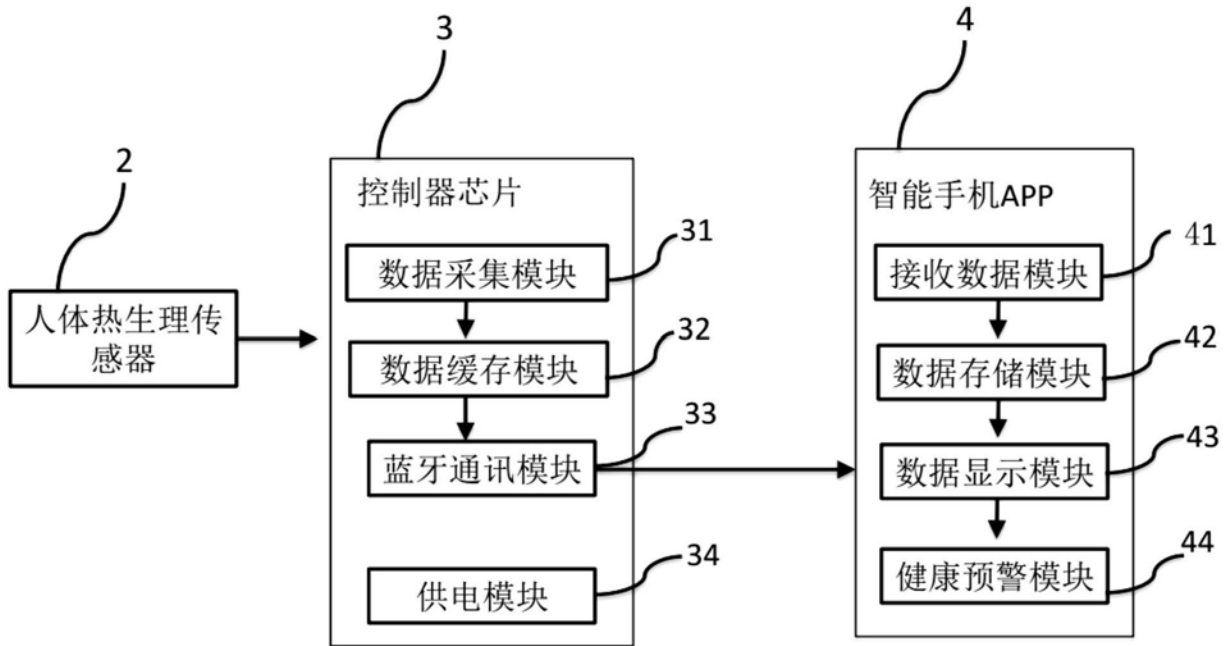 3
4
2
控制器芯片
智能手机APP
31
41
数据采集模块
接收数据模块
人体热生理传
感器
32
42
数据缓存模块
数据存储模块
33
43
蓝牙通讯模块
数据显示模块
34
44
供电模块
健康预警模块